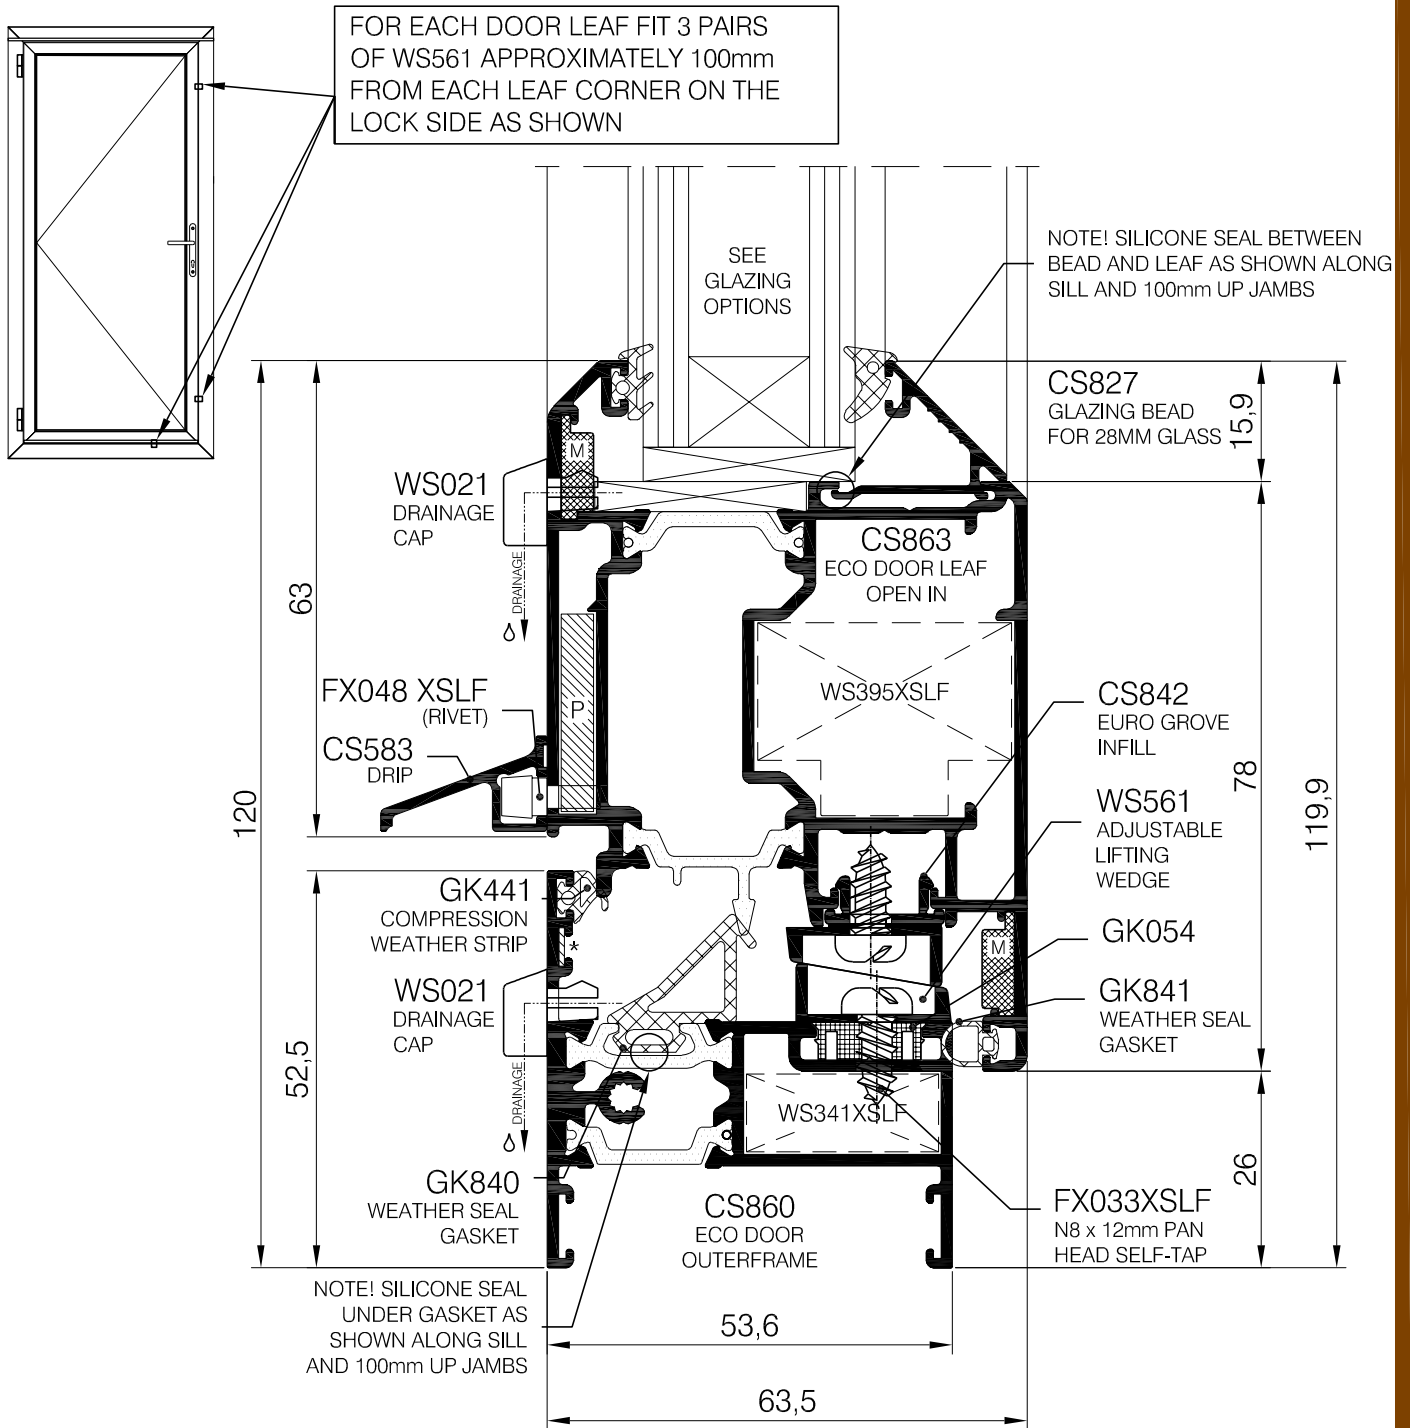 FOR EACH DOOR LEAF FIT 3 PAIRS
OF WS561 APPROXIMATELY 100mm
FROM EACH LEAF CORNER ON THE
LOCK SIDE AS SHOWN
SEE
GLAZING
OPTIONS
NOTE! SILICONE SEAL BETWEEN
BEAD AND LEAF AS SHOWN ALONG
SILL AND 100mm UP JAMBS
CS827
GLAZING BEAD
FOR 28MM GLASS
15,9
M
WS021
DRAINAGE
CAP
DRAINAGE
CS863
ECO DOOR LEAF
OPEN IN
63
FX048 XSLF
(RIVET)
CS583
DRIP
P
WS395XSLF
CS842
EURO GROVE
INFILL
78
119,9
120
WS561
ADJUSTABLE
LIFTING
WEDGE
GK441
COMPRESSION
WEATHER STRIP
*
GK054
M
WS021
DRAINAGE
CAP
DRAINAGE
GK841
WEATHER SEAL
GASKET
52,5
WS341XSLF
GK840
WEATHER SEAL
GASKET
CS860
ECO DOOR
OUTERFRAME
26
FX033XSLF
N8 x 12mm PAN
HEAD SELF-TAP
NOTE! SILICONE SEAL
UNDER GASKET AS
SHOWN ALONG SILL
AND 100mm UP JAMBS
53,6
63,5